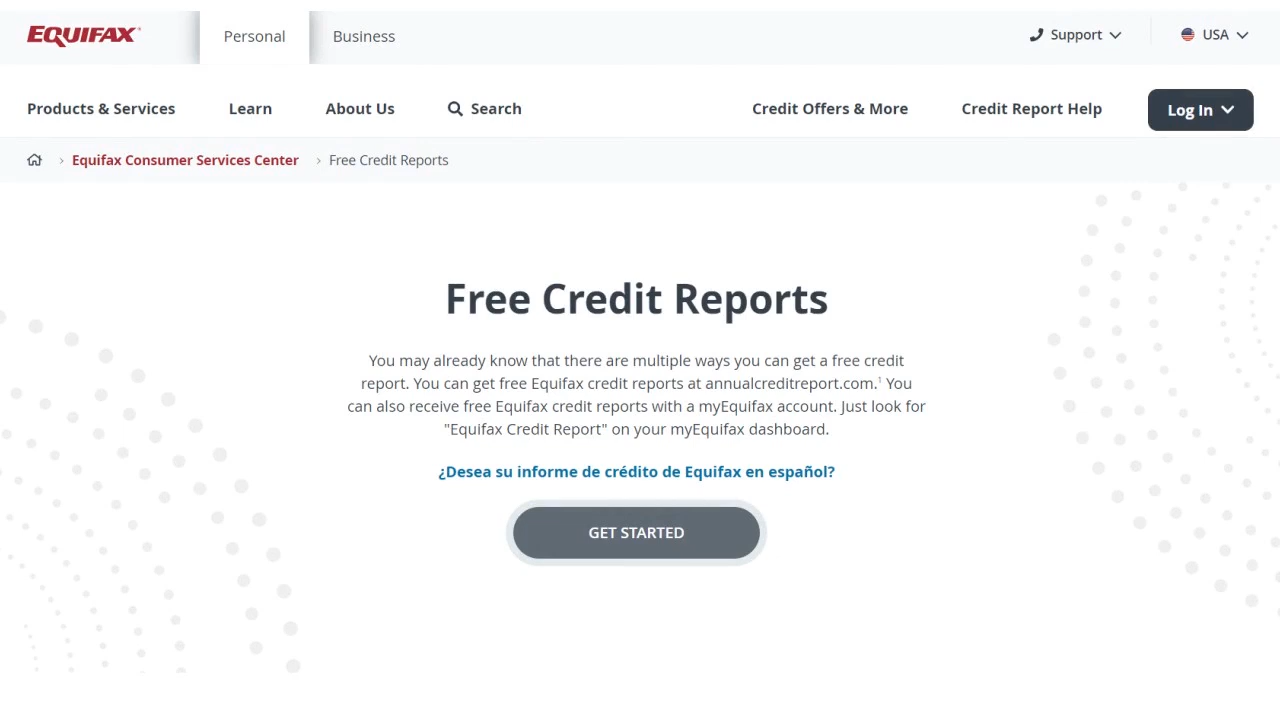 EQUIFAX®
Personal
Business
Support
USA
Products & Services
Learn
About Us
Search
Credit Offers & More
Credit Report Help
Log In
Equifax Consumer Services Center
Free Credit Reports
Free Credit Reports
You may already know that there are multiple ways you can get a free credit
report. You can get free Equifax credit reports at annualcreditreport.com.¹ You
can also receive free Equifax credit reports with a myEquifax account. Just look for
"Equifax Credit Report" on your myEquifax dashboard.
¿Desea su informe de crédito de Equifax en español?
GET STARTED